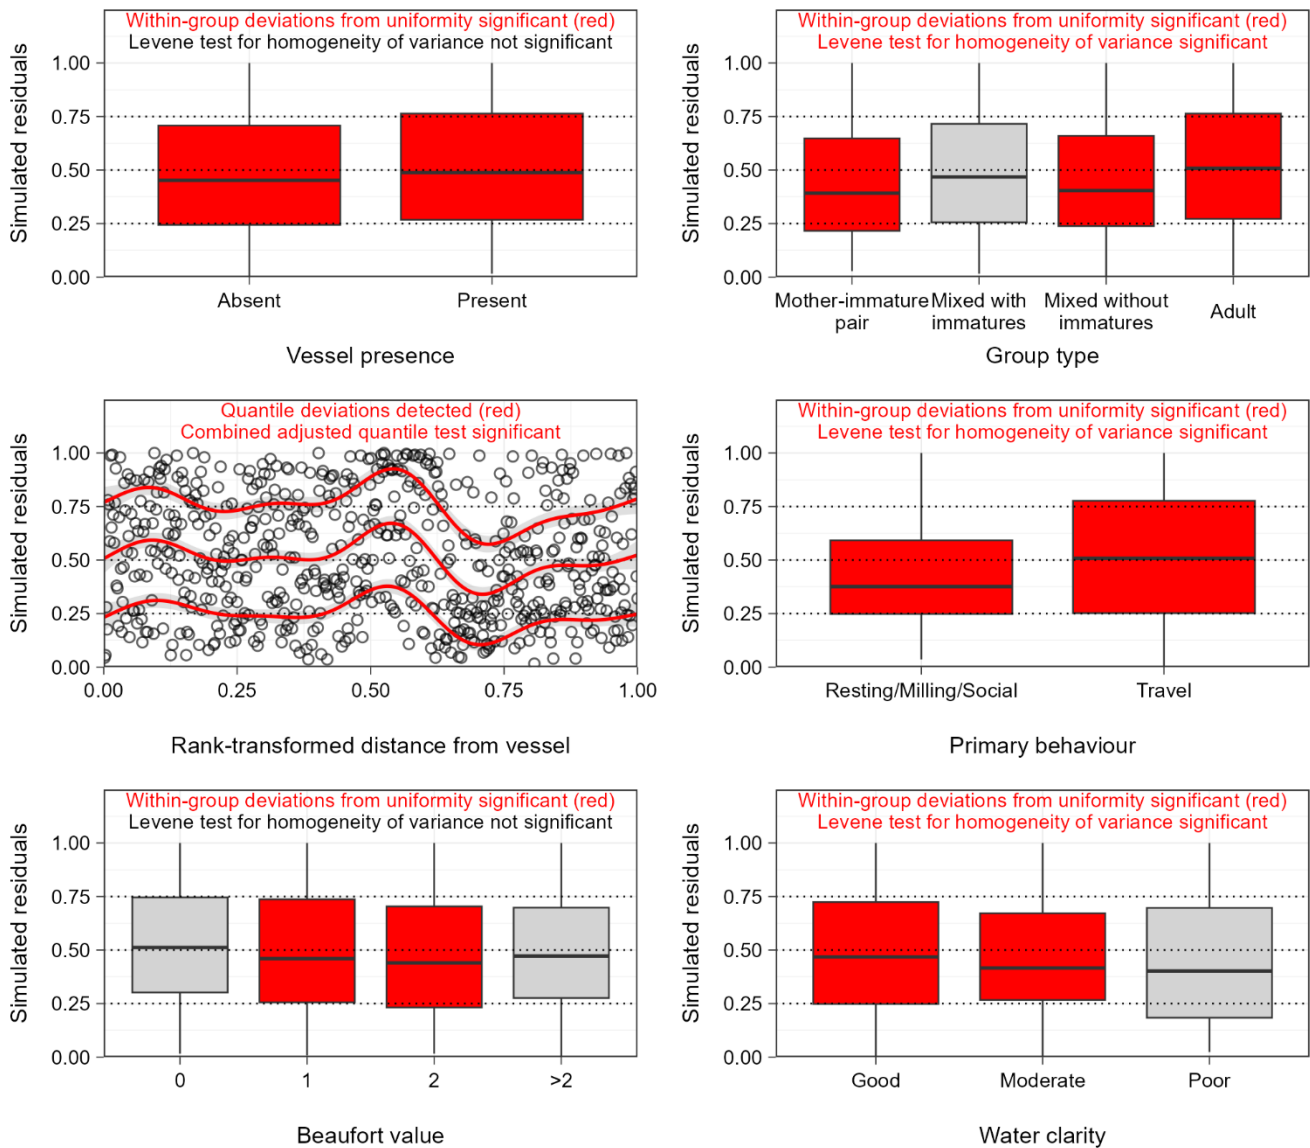 Within-group deviations from uniformity significant (red)
Levene test for homogeneity of variance not significant
Simulated residuals
1.00
0.75
0.50
0.25
0.00
Absent
Present
Vessel presence
Within-group deviations from uniformity significant (red)
Levene test for homogeneity of variance significant
Simulated residuals
1.00
0.75
0.50
0.25
0.00
Mother-immature
pair
Mixed with
immatures
Mixed without
immatures
Adult
Group type
Quantile deviations detected (red)
Combined adjusted quantile test significant
Simulated residuals
1.00
0.75
0.50
0.25
0.00
0.00
0.25
0.50
0.75
1.00
Rank-transformed distance from vessel
Within-group deviations from uniformity significant (red)
Levene test for homogeneity of variance significant
Simulated residuals
1.00
0.75
0.50
0.25
0.00
Resting/Milling/Social
Travel
Primary behaviour
Within-group deviations from uniformity significant (red)
Levene test for homogeneity of variance not significant
Simulated residuals
1.00
0.75
0.50
0.25
0.00
0
1
2
>2
Beaufort value
Within-group deviations from uniformity significant (red)
Levene test for homogeneity of variance significant
Simulated residuals
1.00
0.75
0.50
0.25
0.00
Good
Moderate
Poor
Water clarity